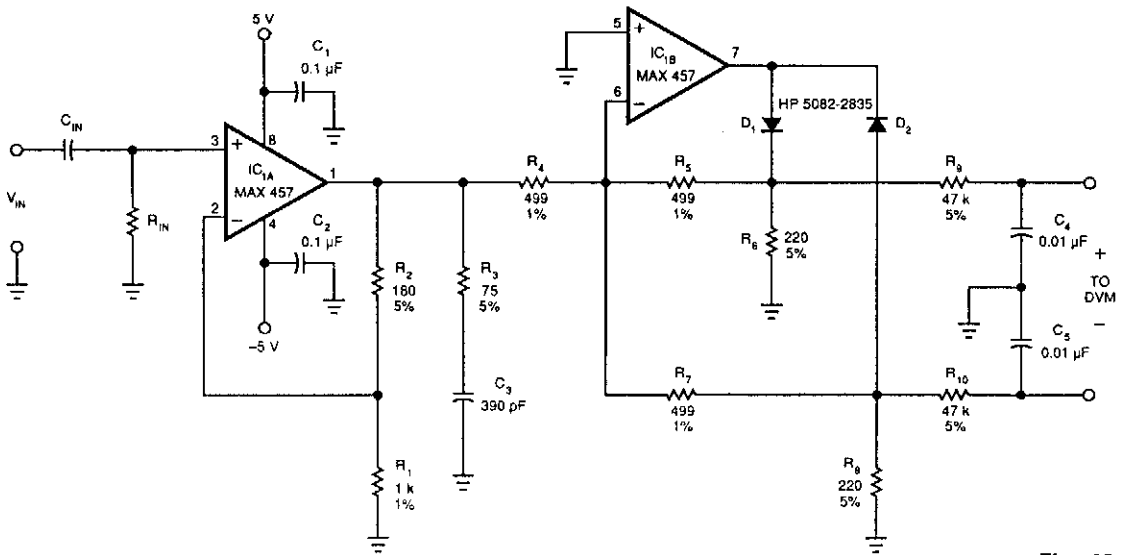 5 V
C1
0.1 µF
CIN
3
8
+
IC1A
MAX 457
1
VIN
RIN
2
−
4
C2
0.1 µF
−5 V
R2
180
5%
R3
75
5%
C3
390 pF
R1
1 k
1%
R4
499
1%
5
+
IC1B
MAX 457
7
6
−
HP 5082-2835
D1
D2
R5
499
1%
R6
220
5%
R7
499
1%
R8
220
5%
R9
47 k
5%
C4
0.01 µF
+
TO
DVM
−
C5
0.01 µF
R10
47 k
5%